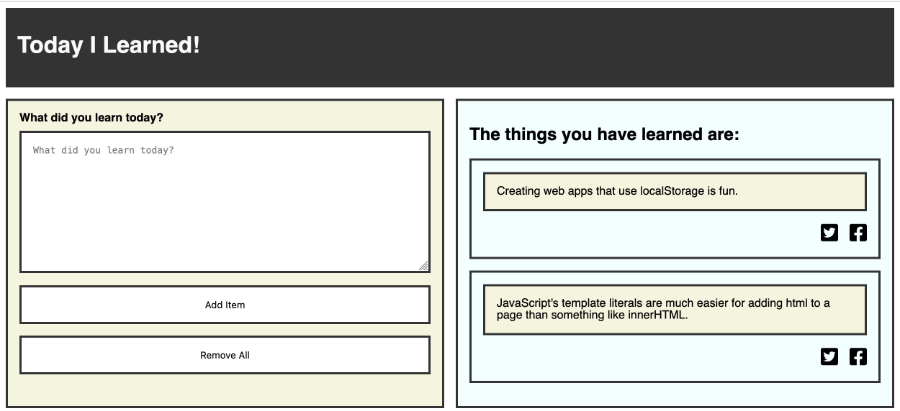 Today I Learned!
What did you learn today?
What did you learn today?
Add Item
Remove All
The things you have learned are:
Creating web apps that use localStorage is fun.
JavaScript's template literals are much easier for adding html to a
page than something like innerHTML.